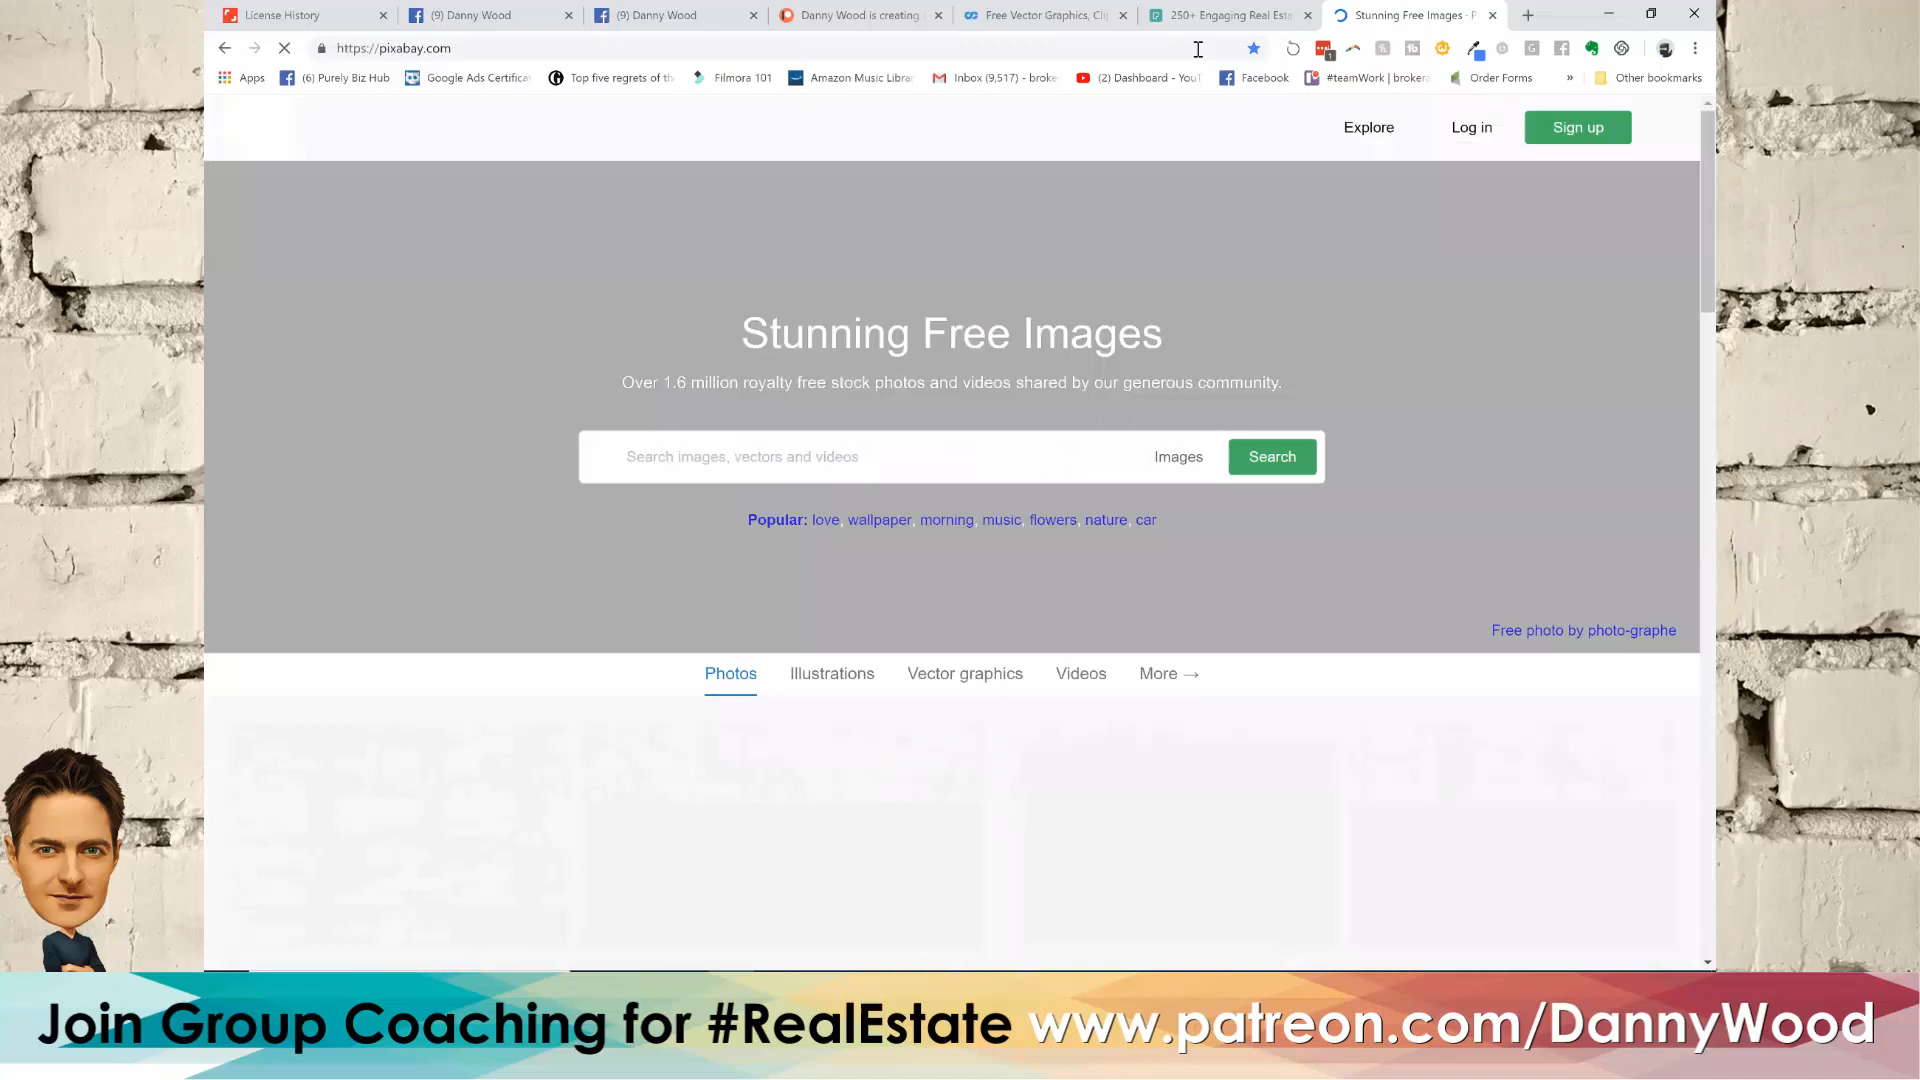 License History
(9) Danny Wood
(9) Danny Wood
Danny Wood is creating
Free Vector Graphics, Cli
250+ Engaging Real Esta
Stunning Free Images · P
https://pixabay.com
1
Apps
(6) Purely Biz Hub
Google Ads Certificat
Top five regrets of th
Filmora 101
Amazon Music Librar
Inbox (9,517) - broke
(2) Dashboard - YouT
Facebook
#teamWork | brokera
Order Forms
»
Other bookmarks
Explore
Log in
Sign up
Stunning Free Images
Over 1.6 million royalty free stock photos and videos shared by our generous community.
Search images, vectors and videos
Images
Search
Popular: love, wallpaper, morning, music, flowers, nature, car
Free photo by photo-graphe
Photos
Illustrations
Vector graphics
Videos
More →
Join Group Coaching for #RealEstate www.patreon.com/DannyWood